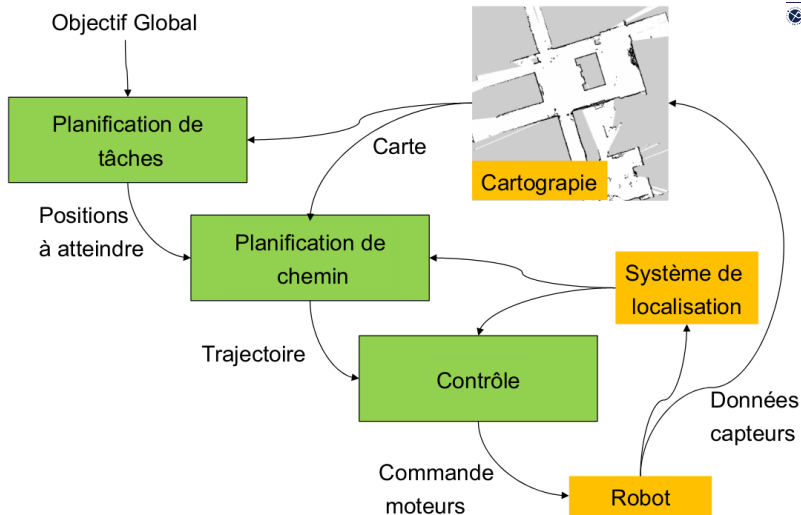 Objectif Global
Planification de
tâches
Carte
Cartograpie
Positions
à atteindre
Planification de
chemin
Système de
localisation
Trajectoire
Contrôle
Données
capteurs
Commande
moteurs
Robot